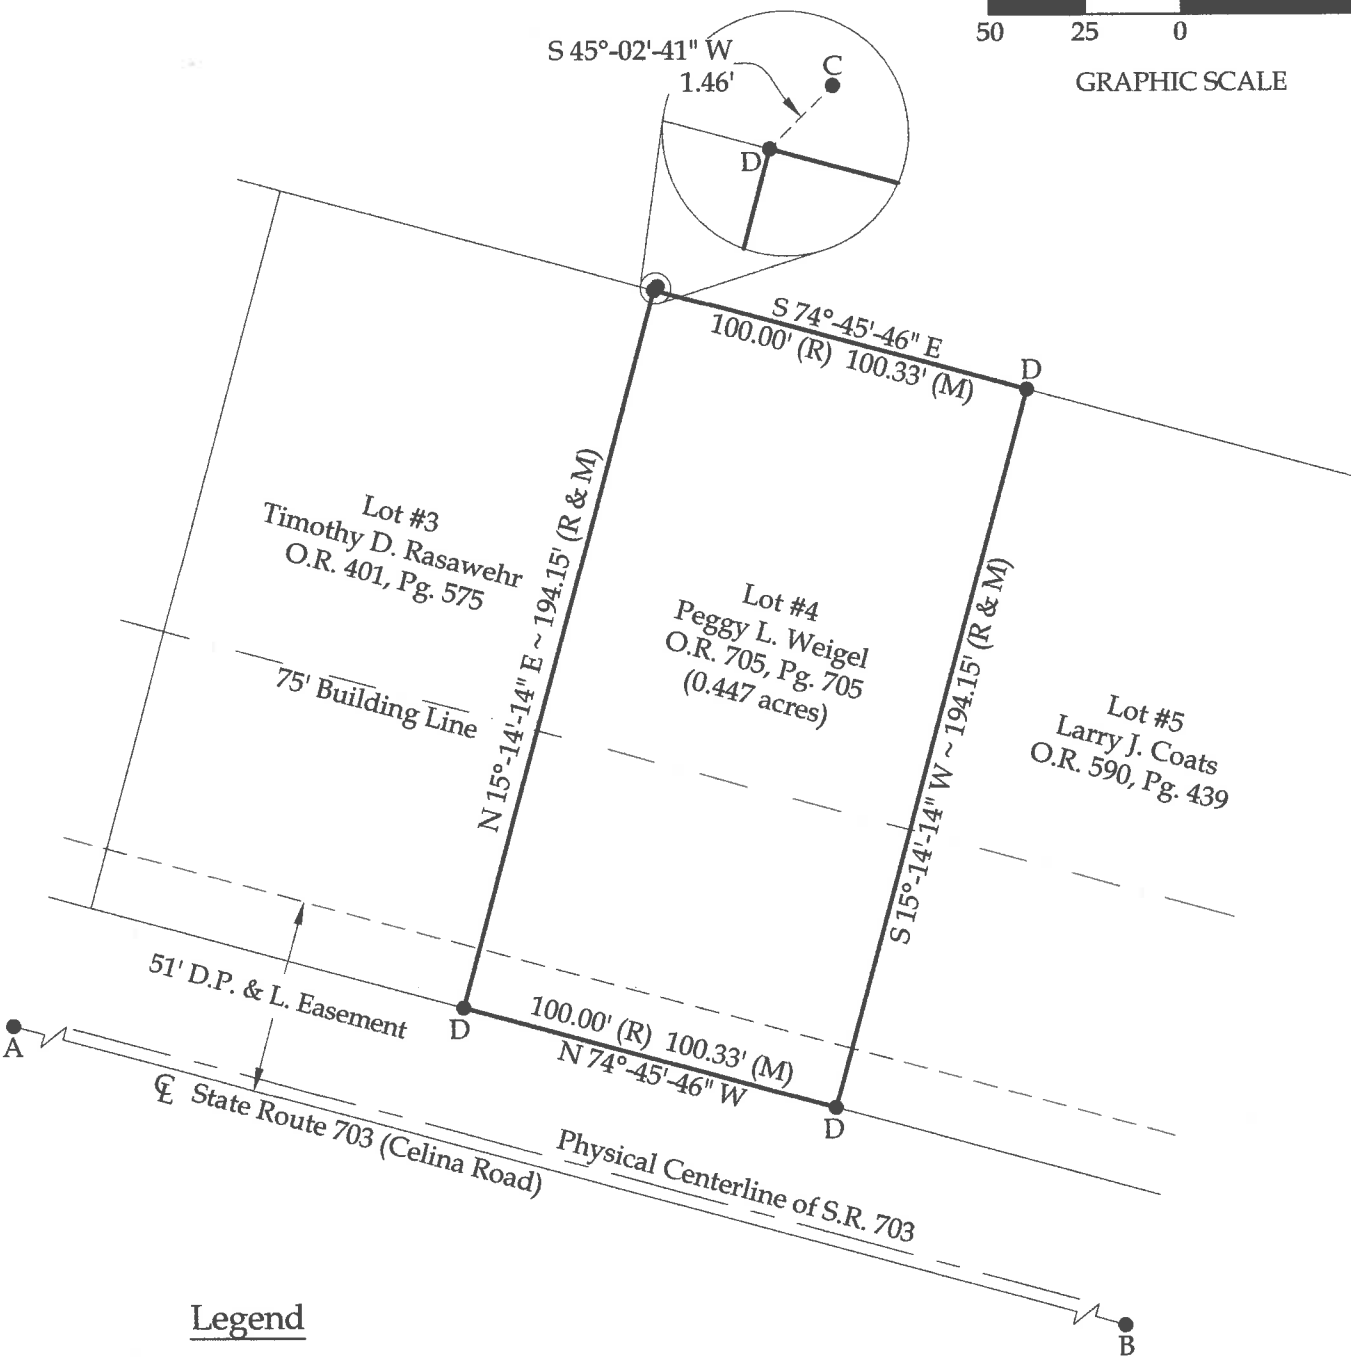 50 25 0
GRAPHIC SCALE
S 45°-02'-41" W
1.46'
C
D
S 74°-45'-46" E
100.00' (R) 100.33' (M)
D
N 15°-14'-14" E ~ 194.15' (R & M)
Lot #3
Timothy D. Rasawehr
O.R. 401, Pg. 575
Lot #4
Peggy L. Weigel
O.R. 705, Pg. 705
(0.447 acres)
S 15°-14'-14" W ~ 194.15' (R & M)
Lot #5
Larry J. Coats
O.R. 590, Pg. 439
75' Building Line
51' D.P. & L. Easement
100.00' (R) 100.33' (M)
N 74°-45'-46" W
D
D
A
℄ State Route 703 (Celina Road)
Physical Centerline of S.R. 703
B
Legend